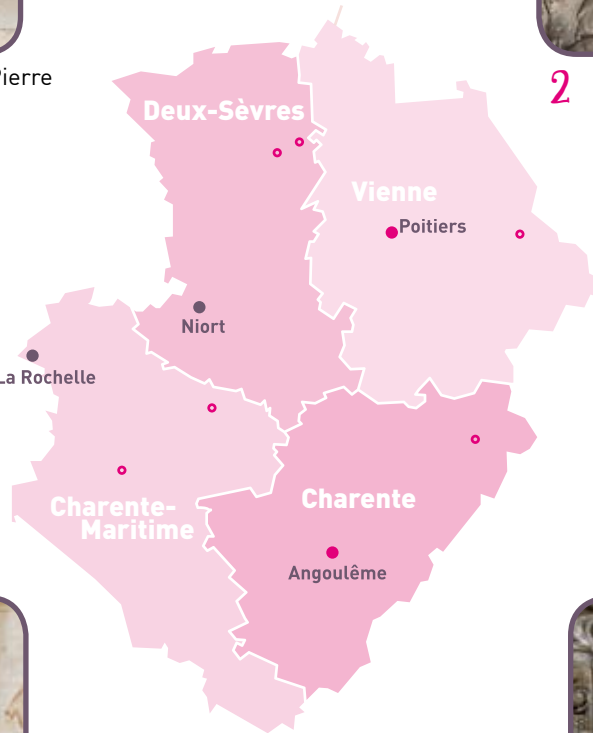 Pierre
2
Deux-Sèvres
Vienne
Poitiers
Niort
La Rochelle
Charente-
Maritime
Charente
Angoulême